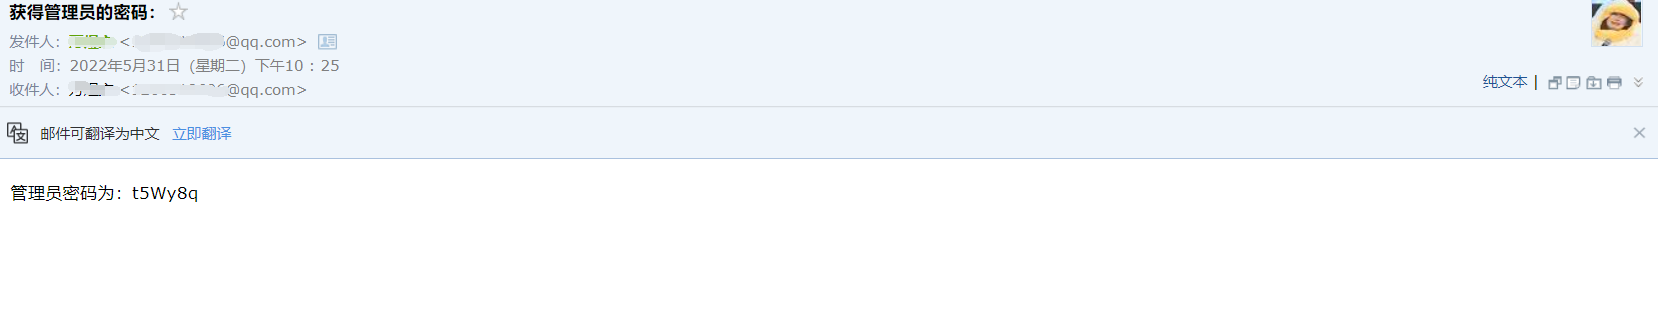 获得管理员的密码：
发件人： < @qq.com>
时　间：2022年5月31日（星期二）下午10：25
收件人： < @qq.com>
纯文本 |
邮件可翻译为中文 立即翻译
管理员密码为：t5Wy8q